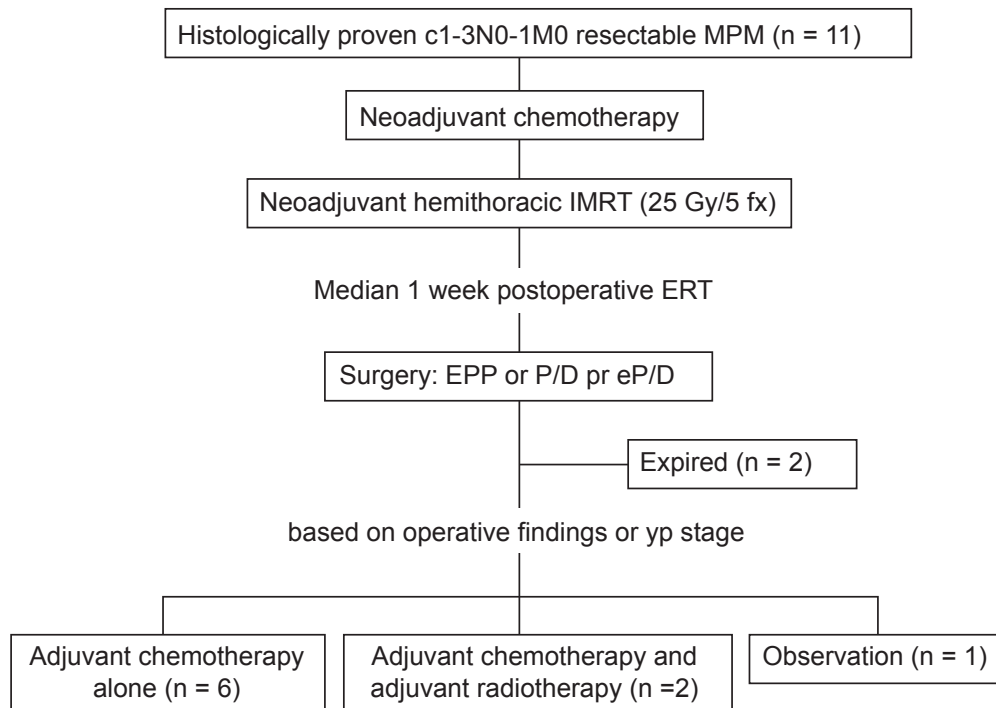 Histologically proven c1-3N0-1M0 resectable MPM (n = 11)
Neoadjuvant chemotherapy
Neoadjuvant hemithoracic IMRT (25 Gy/5 fx)
Median 1 week postoperative ERT
Surgery: EPP or P/D pr eP/D
Expired (n = 2)
based on operative findings or yp stage
Adjuvant chemotherapy
alone (n = 6)
Adjuvant chemotherapy and
adjuvant radiotherapy (n =2)
Observation (n = 1)